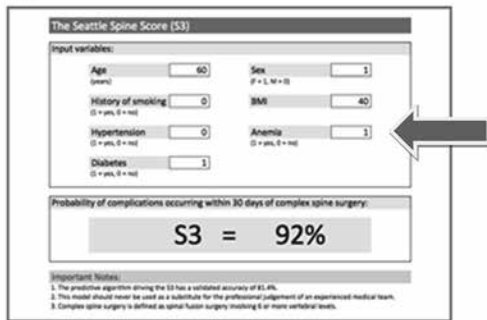 The Seattle Spine Score (S3)
Input variables:
Age 60 Sex 1
(years) (F = 1, M = 0)
History of smoking 0 BMI 40
(1 = yes, 0 = no)
Hypertension 0 Anemia 1
(1 = yes, 0 = no) (1 = yes, 0 = no)
Diabetes 1
(1 = yes, 0 = no)
Probability of complications occurring within 30 days of complex spine surgery:
S3 = 92%
Important Notes:
1. The predictive algorithm driving the S3 has a validated accuracy of 81.4%.
2. This model should never be used as a substitute for the professional judgement of an experienced medical team.
3. Complex spine surgery is defined as spinal fusion surgery involving 6 or more vertebral levels.